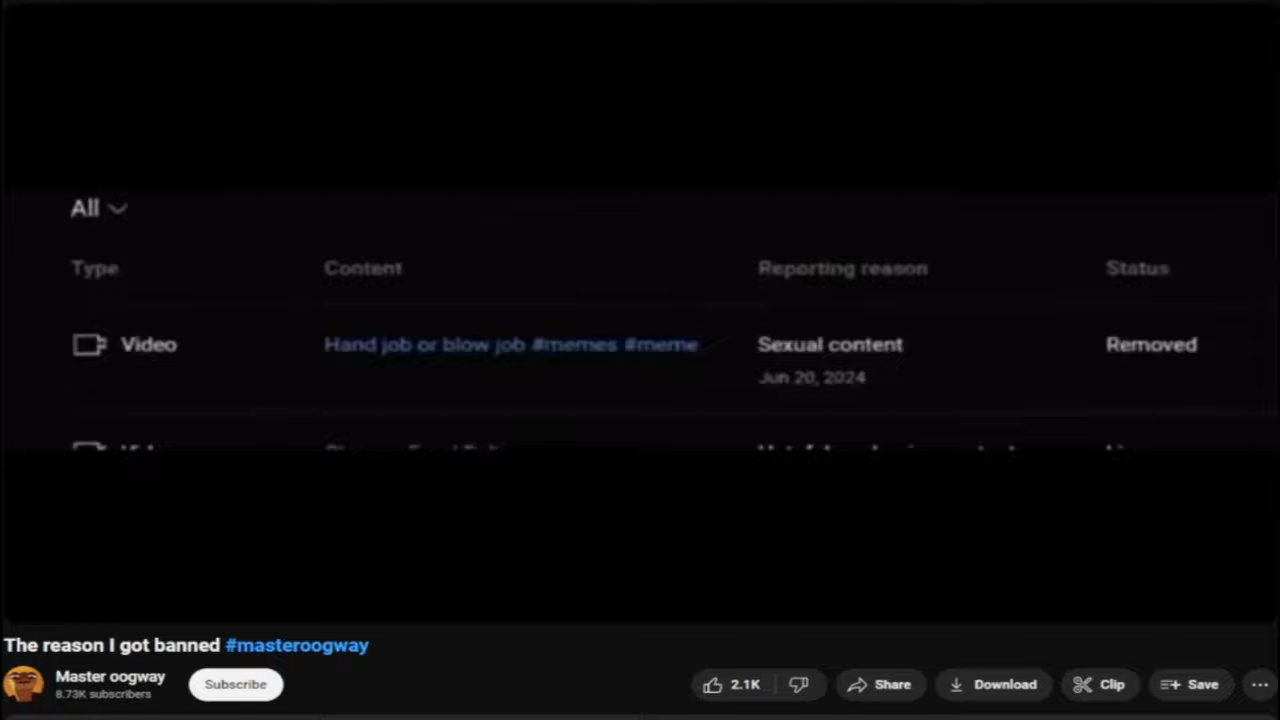 All
Type Content Reporting reason Status
Video Hand job or blow job #memes #meme Sexual content Removed
Jun 20, 2024
The reason I got banned #masteroogway
Master oogway
8.73K subscribers
Subscribe
2.1K Share Download Clip Save